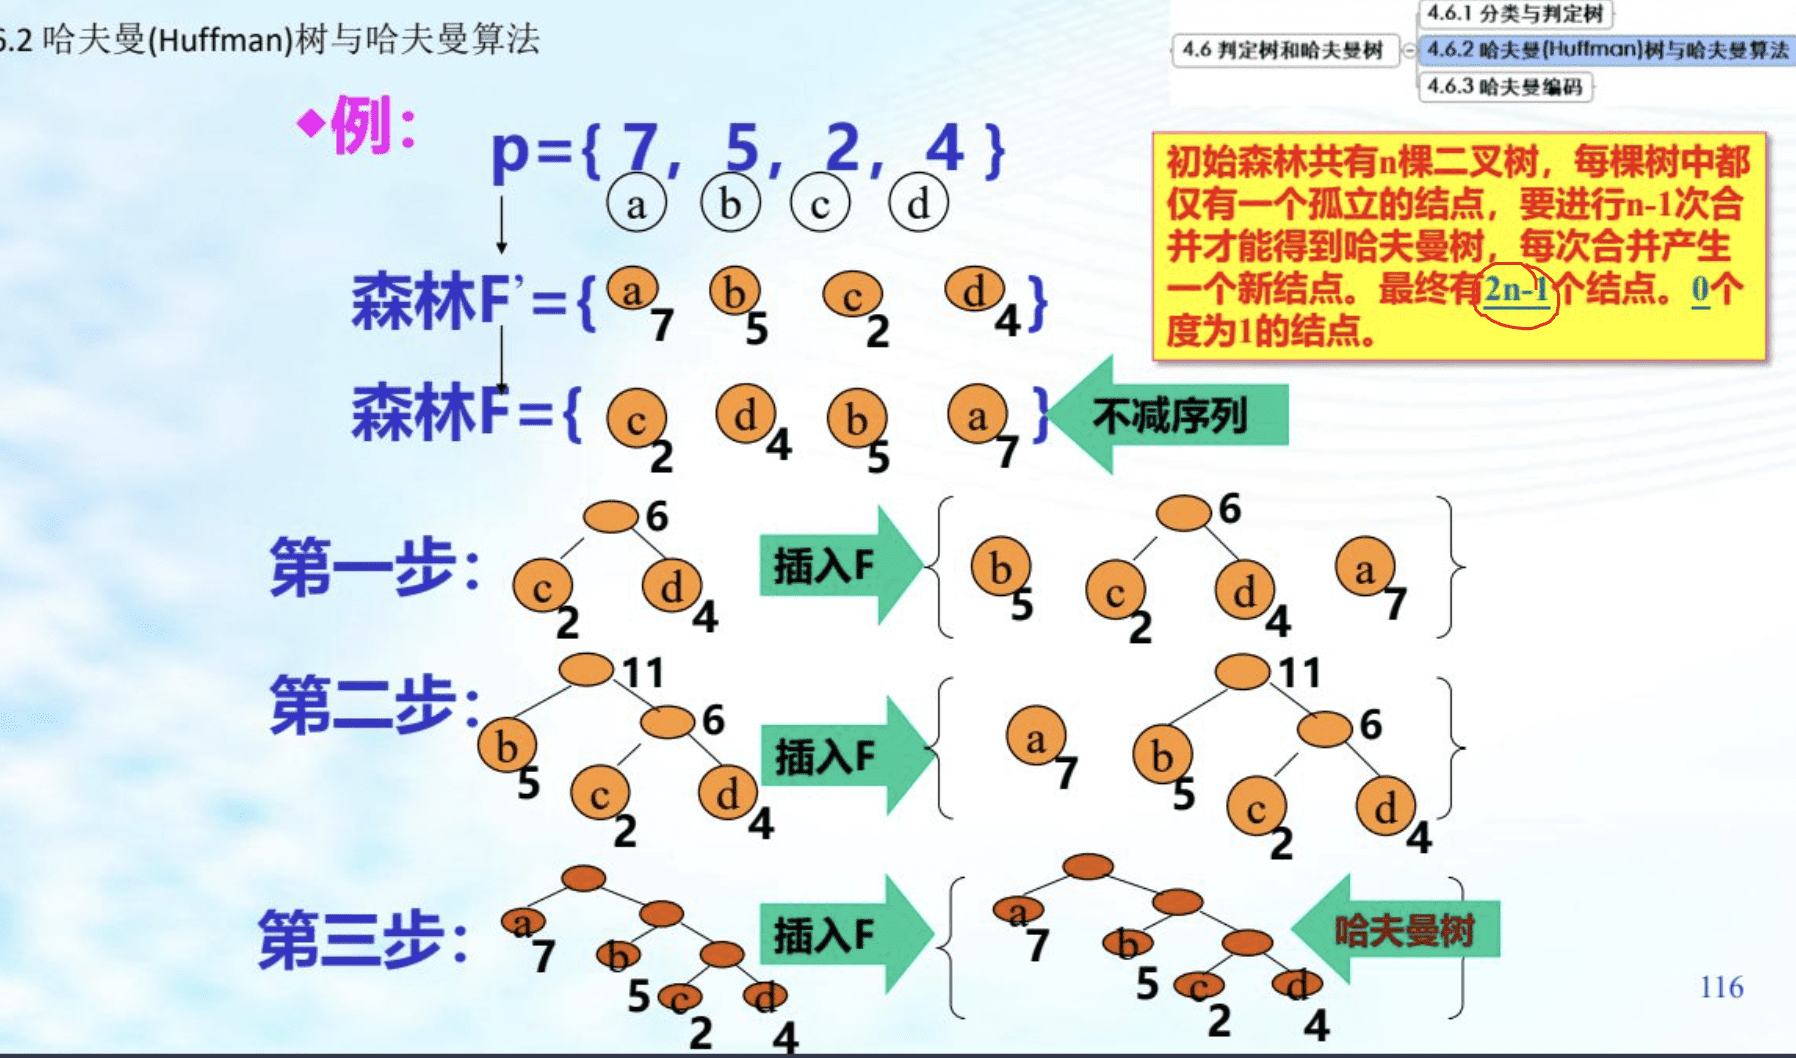 6.2 哈夫曼(Huffman)树与哈夫曼算法
4.6 判定树和哈夫曼树
4.6.1 分类与判定树
4.6.2 哈夫曼(Huffman)树与哈夫曼算法
4.6.3 哈夫曼编码
◆例：
p={ 7, 5, 2, 4 }
a b c d
初始森林共有n棵二叉树，每棵树中都
仅有一个孤立的结点，要进行n-1次合
并才能得到哈夫曼树，每次合并产生
一个新结点。最终有2n-1个结点。0个
度为1的结点。
森林F’={ a 7 b 5 c 2 d 4 }
森林F={ c 2 d 4 b 5 a 7 }
不减序列
第一步：
6
c 2 d 4
插入F
b 5
6
c 2 d 4
a 7
第二步：
11
b 5
6
c 2 d 4
插入F
a 7
11
b 5
6
c 2 d 4
第三步：
a 7
b 5
c 2 d 4
插入F
a 7
b 5
c 2 d 4
哈夫曼树
116